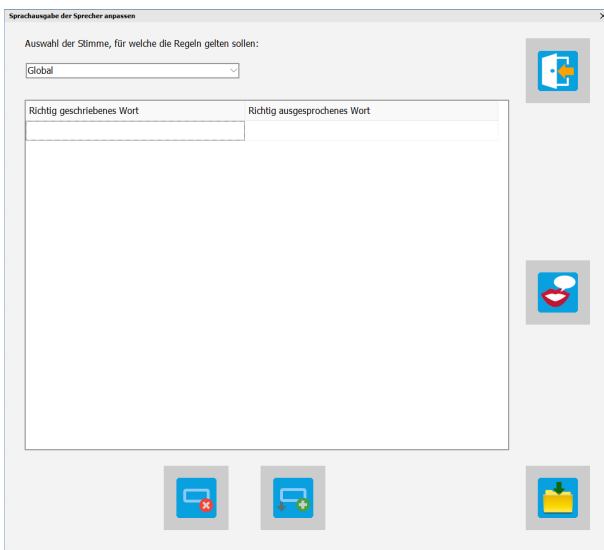 Sprachausgabe der Sprecher anpassen
Auswahl der Stimme, für welche die Regeln gelten sollen:
Global
Richtig geschriebenes Wort Richtig ausgesprochenes Wort